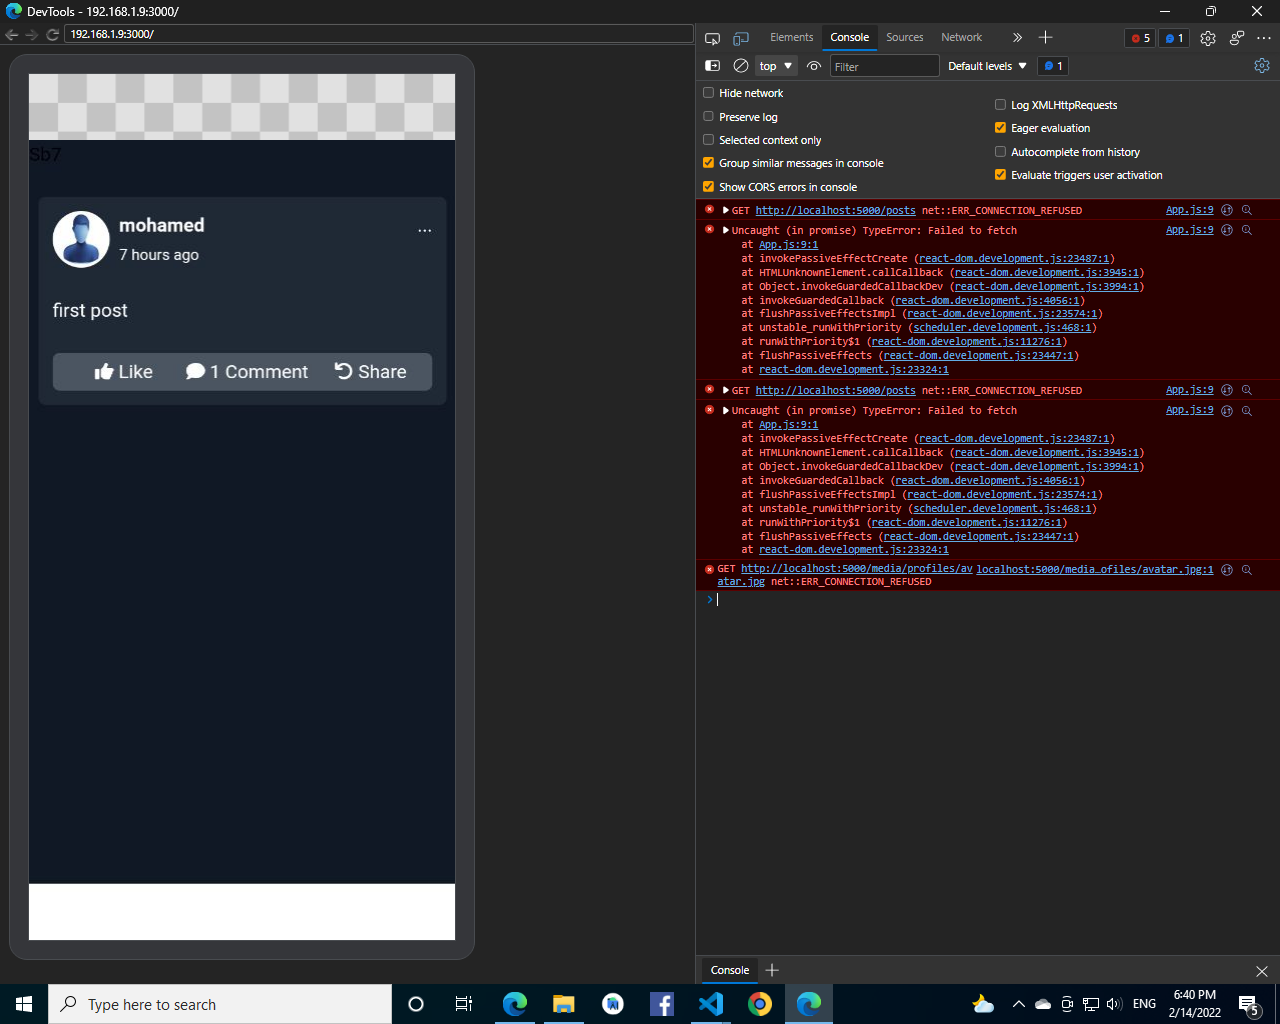 DevTools - 192.168.1.9:3000/
192.168.1.9:3000/
Sb7
mohamed
...
7 hours ago
first post
Like
1 Comment
Share
Elements
Console
Sources
Network
5
1
top
Filter
Default levels
1
Hide network
Preserve log
Selected context only
Group similar messages in console
Show CORS errors in console
Log XMLHttpRequests
Eager evaluation
Autocomplete from history
Evaluate triggers user activation
GET http://localhost:5000/posts net::ERR_CONNECTION_REFUSED App.js:9
Uncaught (in promise) TypeError: Failed to fetch App.js:9
at App.js:9:1
at invokePassiveEffectCreate (react-dom.development.js:23487:1)
at HTMLUnknownElement.callCallback (react-dom.development.js:3945:1)
at Object.invokeGuardedCallbackDev (react-dom.development.js:3994:1)
at invokeGuardedCallback (react-dom.development.js:4056:1)
at flushPassiveEffectsImpl (react-dom.development.js:23574:1)
at unstable_runWithPriority (scheduler.development.js:468:1)
at runWithPriority$1 (react-dom.development.js:11276:1)
at flushPassiveEffects (react-dom.development.js:23447:1)
at react-dom.development.js:23324:1
GET http://localhost:5000/posts net::ERR_CONNECTION_REFUSED App.js:9
Uncaught (in promise) TypeError: Failed to fetch App.js:9
at App.js:9:1
at invokePassiveEffectCreate (react-dom.development.js:23487:1)
at HTMLUnknownElement.callCallback (react-dom.development.js:3945:1)
at Object.invokeGuardedCallbackDev (react-dom.development.js:3994:1)
at invokeGuardedCallback (react-dom.development.js:4056:1)
at flushPassiveEffectsImpl (react-dom.development.js:23574:1)
at unstable_runWithPriority (scheduler.development.js:468:1)
at runWithPriority$1 (react-dom.development.js:11276:1)
at flushPassiveEffects (react-dom.development.js:23447:1)
at react-dom.development.js:23324:1
GET http://localhost:5000/media/profiles/av localhost:5000/media…ofiles/avatar.jpg:1
atar.jpg net::ERR_CONNECTION_REFUSED
Console
Type here to search
ENG
6:40 PM
2/14/2022
5